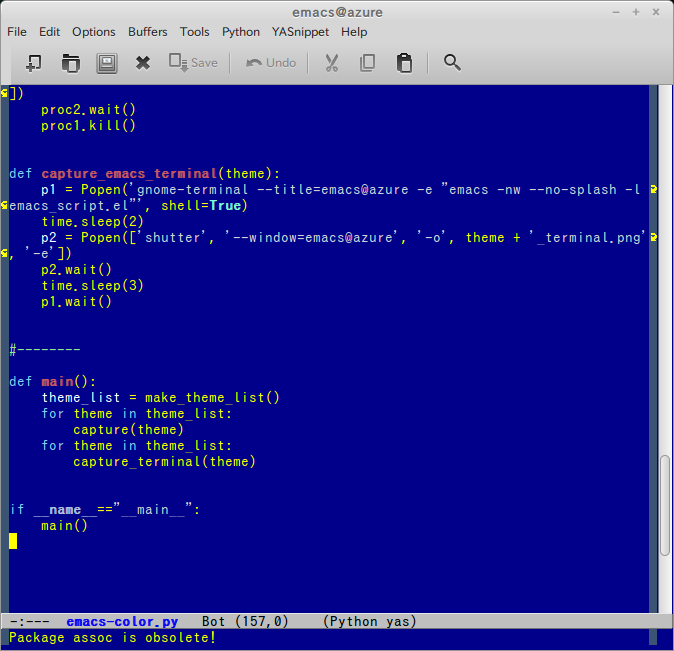 emacs@azure
File Edit Options Buffers Tools Python YASnippet Help
Save Undo
])
    proc2.wait()
    proc1.kill()
def capture_emacs_terminal(theme):
    p1 = Popen('gnome-terminal --title=emacs@azure -e "emacs -nw --no-splash -l
emacs_script.el"', shell=True)
    time.sleep(2)
    p2 = Popen(['shutter', '--window=emacs@azure', '-o', theme + '_terminal.png'
, '-e'])
    p2.wait()
    time.sleep(3)
    p1.wait()
#--------
def main():
    theme_list = make_theme_list()
    for theme in theme_list:
        capture(theme)
    for theme in theme_list:
        capture_terminal(theme)
if __name__=="__main__":
    main()
-:---  emacs-color.py   Bot (157,0)    (Python yas)
Package assoc is obsolete!